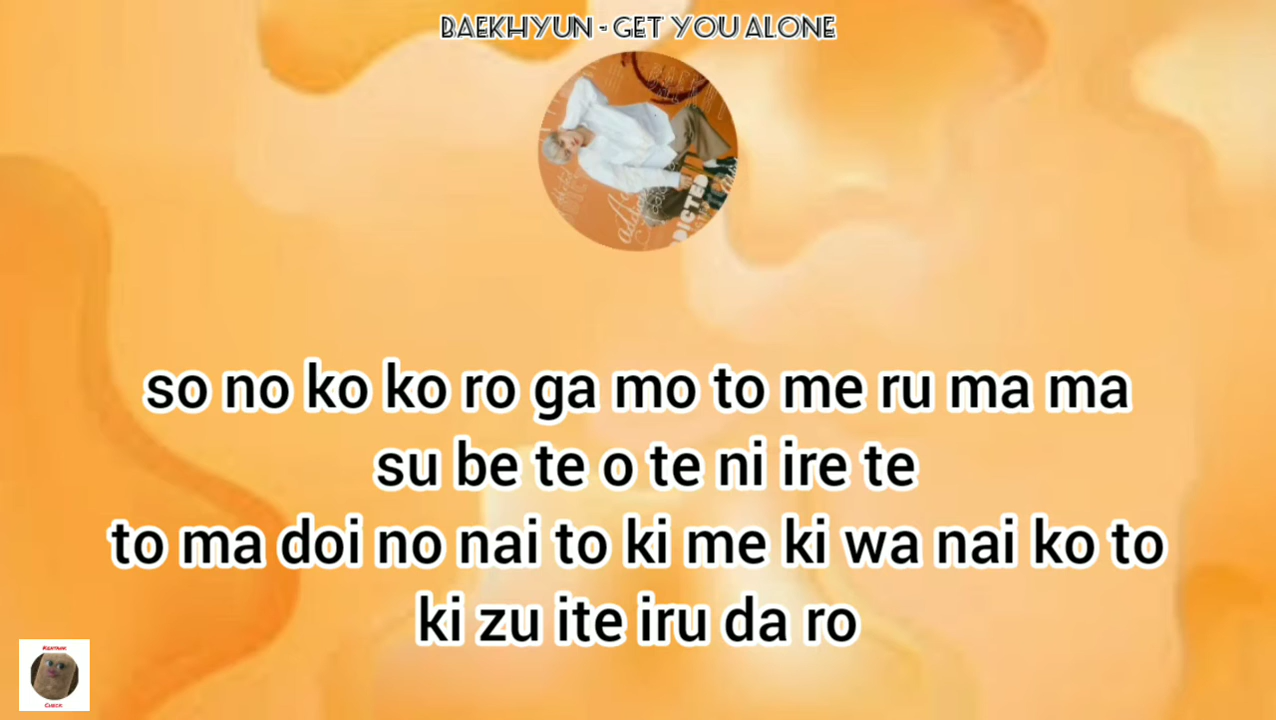 BAEKHYUN - GET YOU ALONE
DICTED
so no ko ko ro ga mo to me ru ma ma
su be te o te ni ire te
to ma doi no nai to ki me ki wa nai ko to
ki zu ite iru da ro
Check